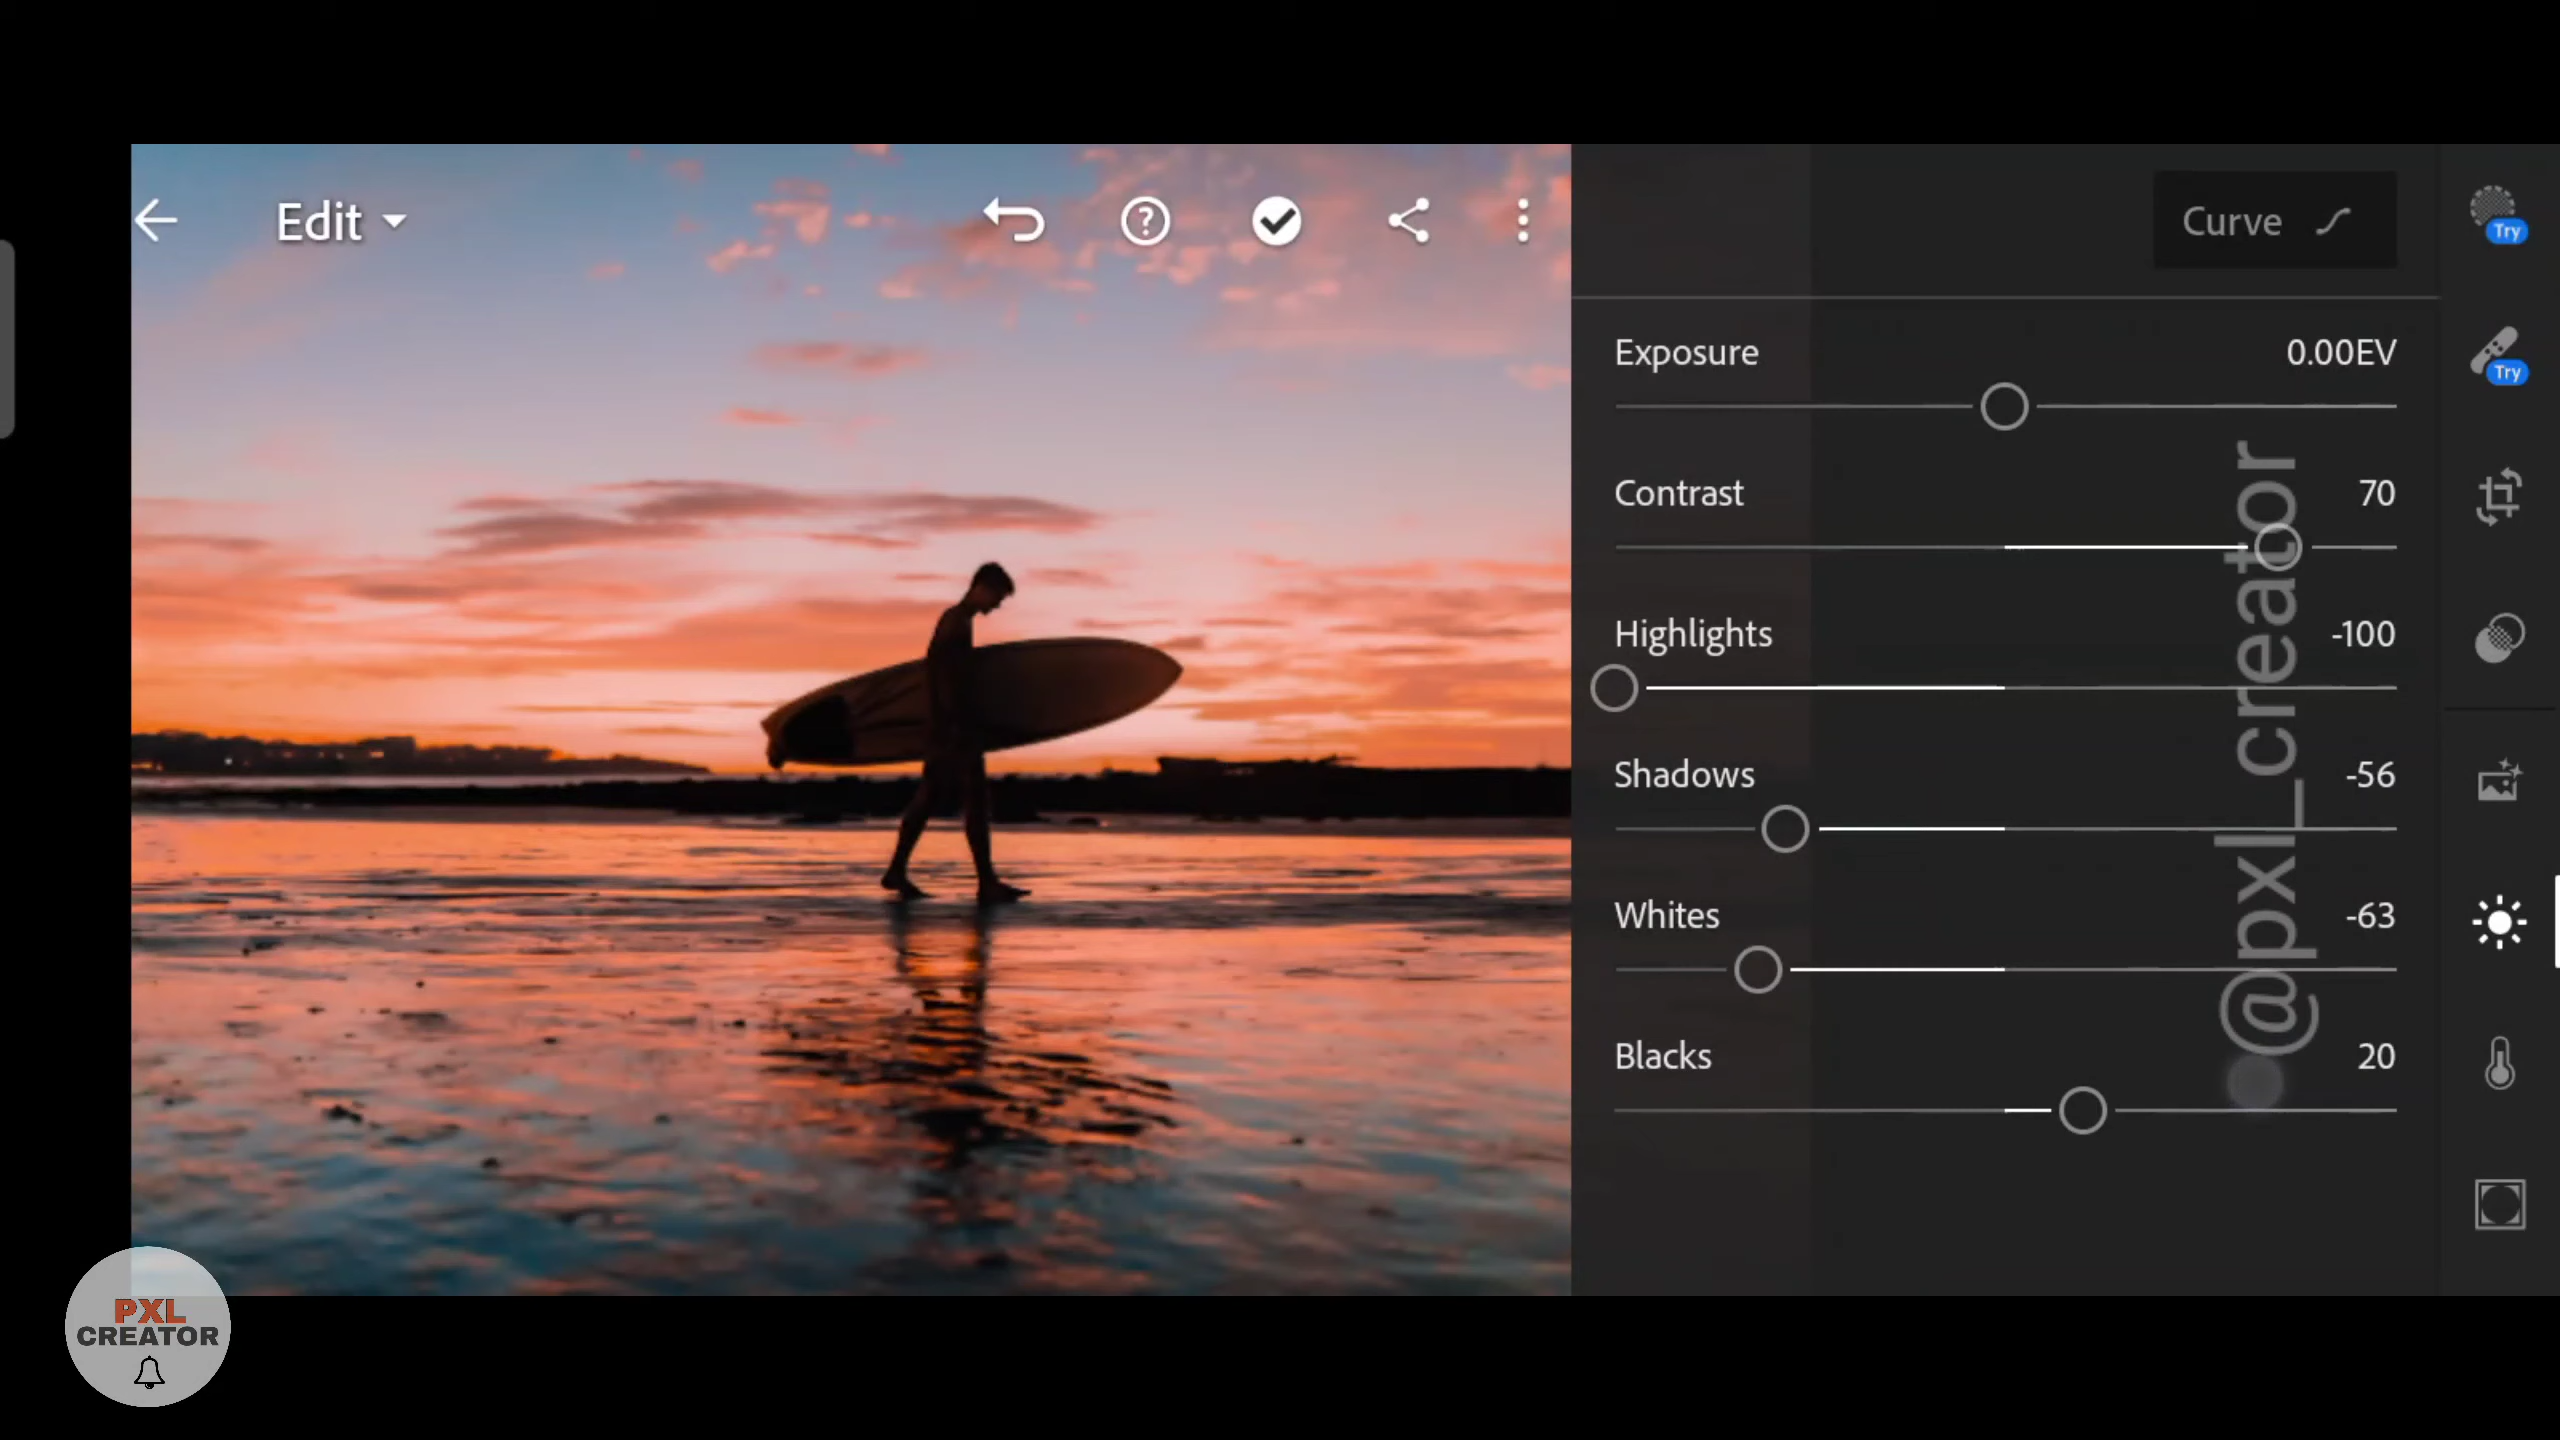 Edit
Curve
Try
Try
Exposure 0.00EV
Contrast 70
Highlights -100
Shadows -56
Whites -63
Blacks 20
@pxl_creator
PXL
CREATOR